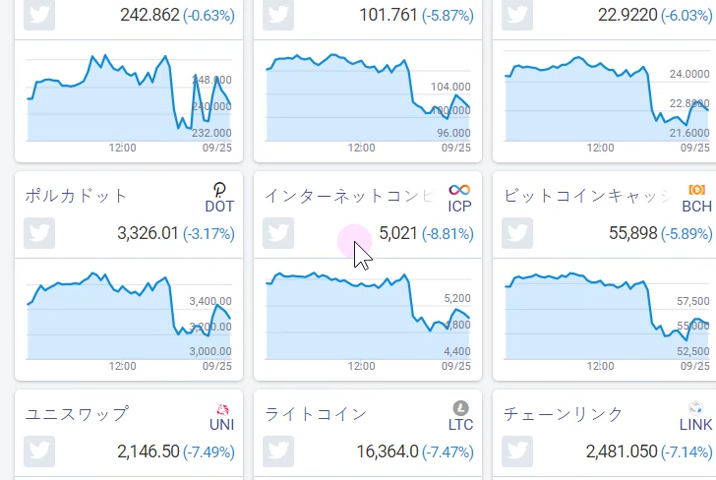 242.862 (-0.63%)
248.000
240.000
232.000
12:00 09/25
101.761 (-5.87%)
104.000
100.000
96.000
12:00 09/25
22.9220 (-6.03%)
24.0000
22.8000
21.6000
12:00 09/25
ポルカドット
DOT
3,326.01 (-3.17%)
3,400.00
3,200.00
3,000.00
12:00 09/25
インターネットコンピ
ICP
5,021 (-8.81%)
5,200
4,800
4,400
12:00 09/25
ビットコインキャッシ
BCH
55,898 (-5.89%)
57,500
55,000
52,500
12:00 09/25
ユニスワップ
UNI
2,146.50 (-7.49%)
ライトコイン
LTC
16,364.0 (-7.47%)
チェーンリンク
LINK
2,481.050 (-7.14%)